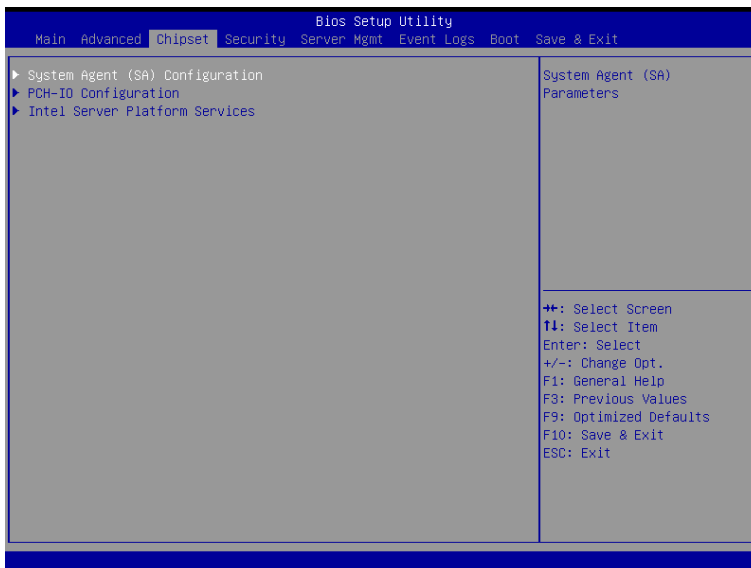 Bios Setup Utility
Main Advanced Chipset Security Server Mgmt Event Logs Boot Save & Exit
System Agent (SA) Configuration
PCH-IO Configuration
Intel Server Platform Services
System Agent (SA)
Parameters
→←: Select Screen
↑↓: Select Item
Enter: Select
+/-: Change Opt.
F1: General Help
F3: Previous Values
F9: Optimized Defaults
F10: Save & Exit
ESC: Exit